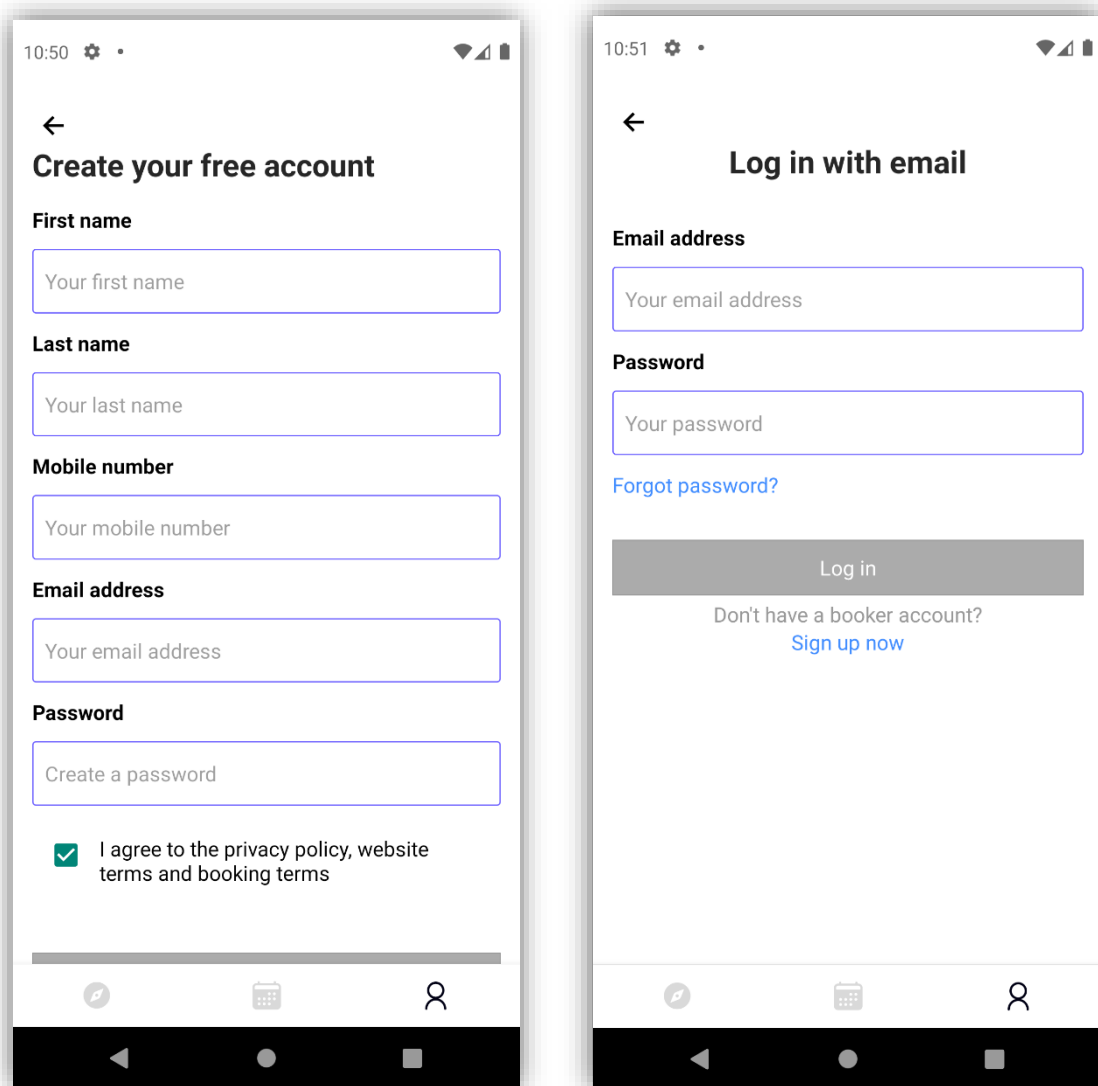 10:50
Create your free account
First name
Your first name
Last name
Your last name
Mobile number
Your mobile number
Email address
Your email address
Password
Create a password
I agree to the privacy policy, website
terms and booking terms
10:51
Log in with email
Email address
Your email address
Password
Your password
Forgot password?
Log in
Don't have a booker account?
Sign up now